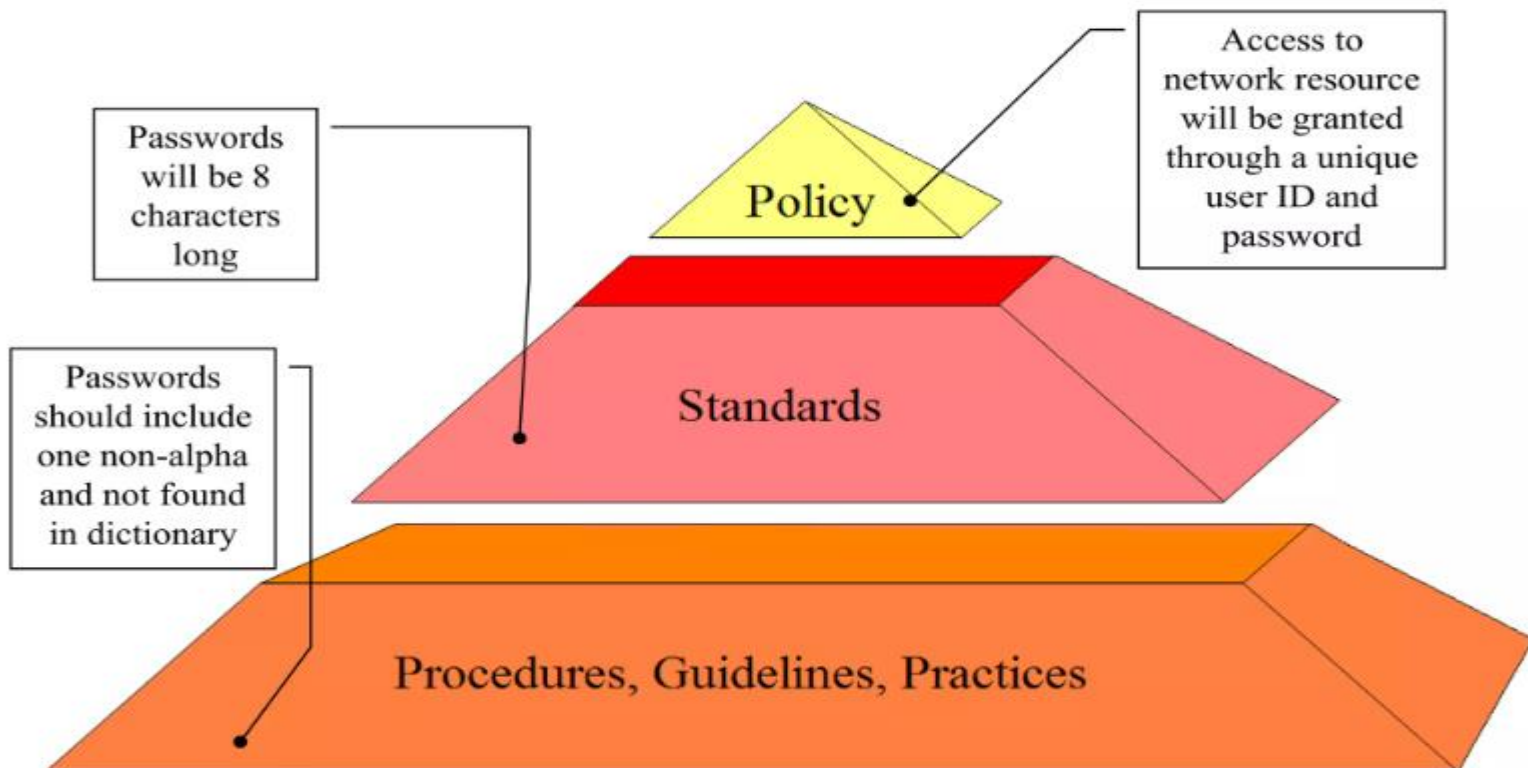 Access to
network resource
will be granted
through a unique
user ID and
password
Passwords
will be 8
characters
long
Policy
Passwords
should include
one non-alpha
and not found
in dictionary
Standards
Procedures, Guidelines, Practices